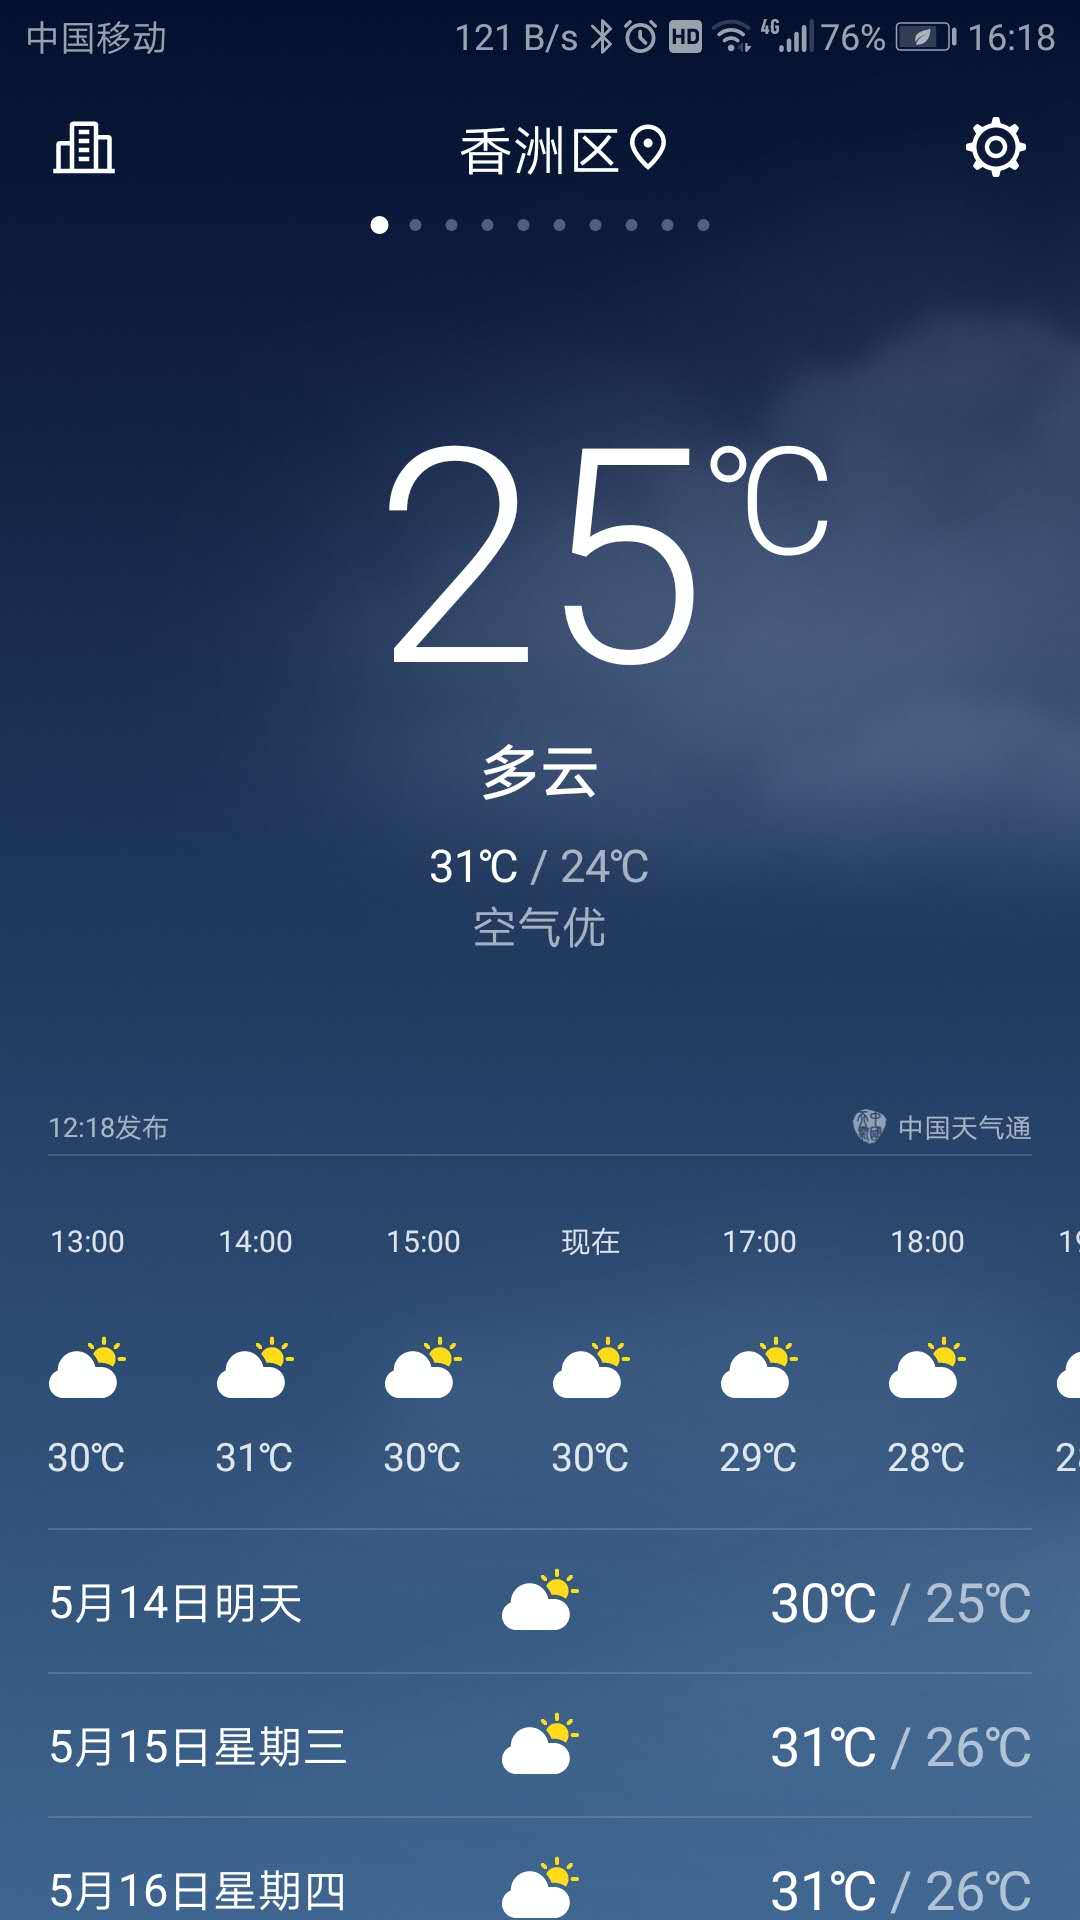 中国移动 121 B/s HD 4G 76% 16:18
香洲区
25℃
多云
31℃ / 24℃
空气优
12:18发布 中国天气通
13:00 14:00 15:00 现在 17:00 18:00
30℃ 31℃ 30℃ 30℃ 29℃ 28℃
5月14日明天 30℃ / 25℃
5月15日星期三 31℃ / 26℃
5月16日星期四 31℃ / 26℃